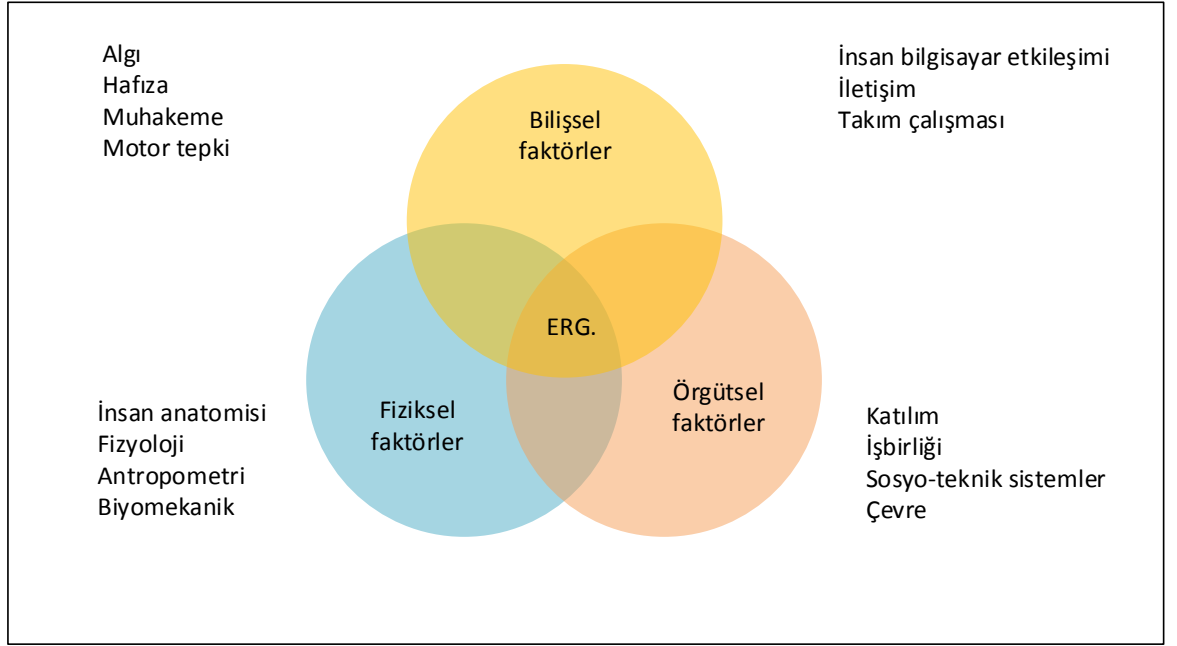 Algı
Hafıza
Muhakeme
Motor tepki
İnsan bilgisayar etkileşimi
İletişim
Takım çalışması
Bilişsel
faktörler
ERG.
Fiziksel
faktörler
Örgütsel
faktörler
İnsan anatomisi
Fizyoloji
Antropometri
Biyomekanik
Katılım
İşbirliği
Sosyo-teknik sistemler
Çevre